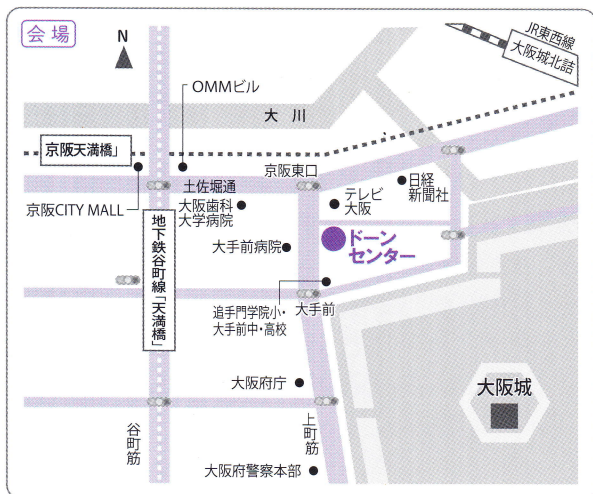 会場
N
JR東西線
大阪城北詰
OMMビル
大川
京阪天満橋」
京阪東口
土佐堀通
日経
新聞社
テレビ
大阪
京阪CITY MALL
大阪歯科
大学病院
地下鉄谷町線「天満橋」
大手前病院
ドーン
センター
追手門学院小・
大手前中・高校
大手前
大阪府庁
大阪城
谷町筋
上町筋
大阪府警察本部